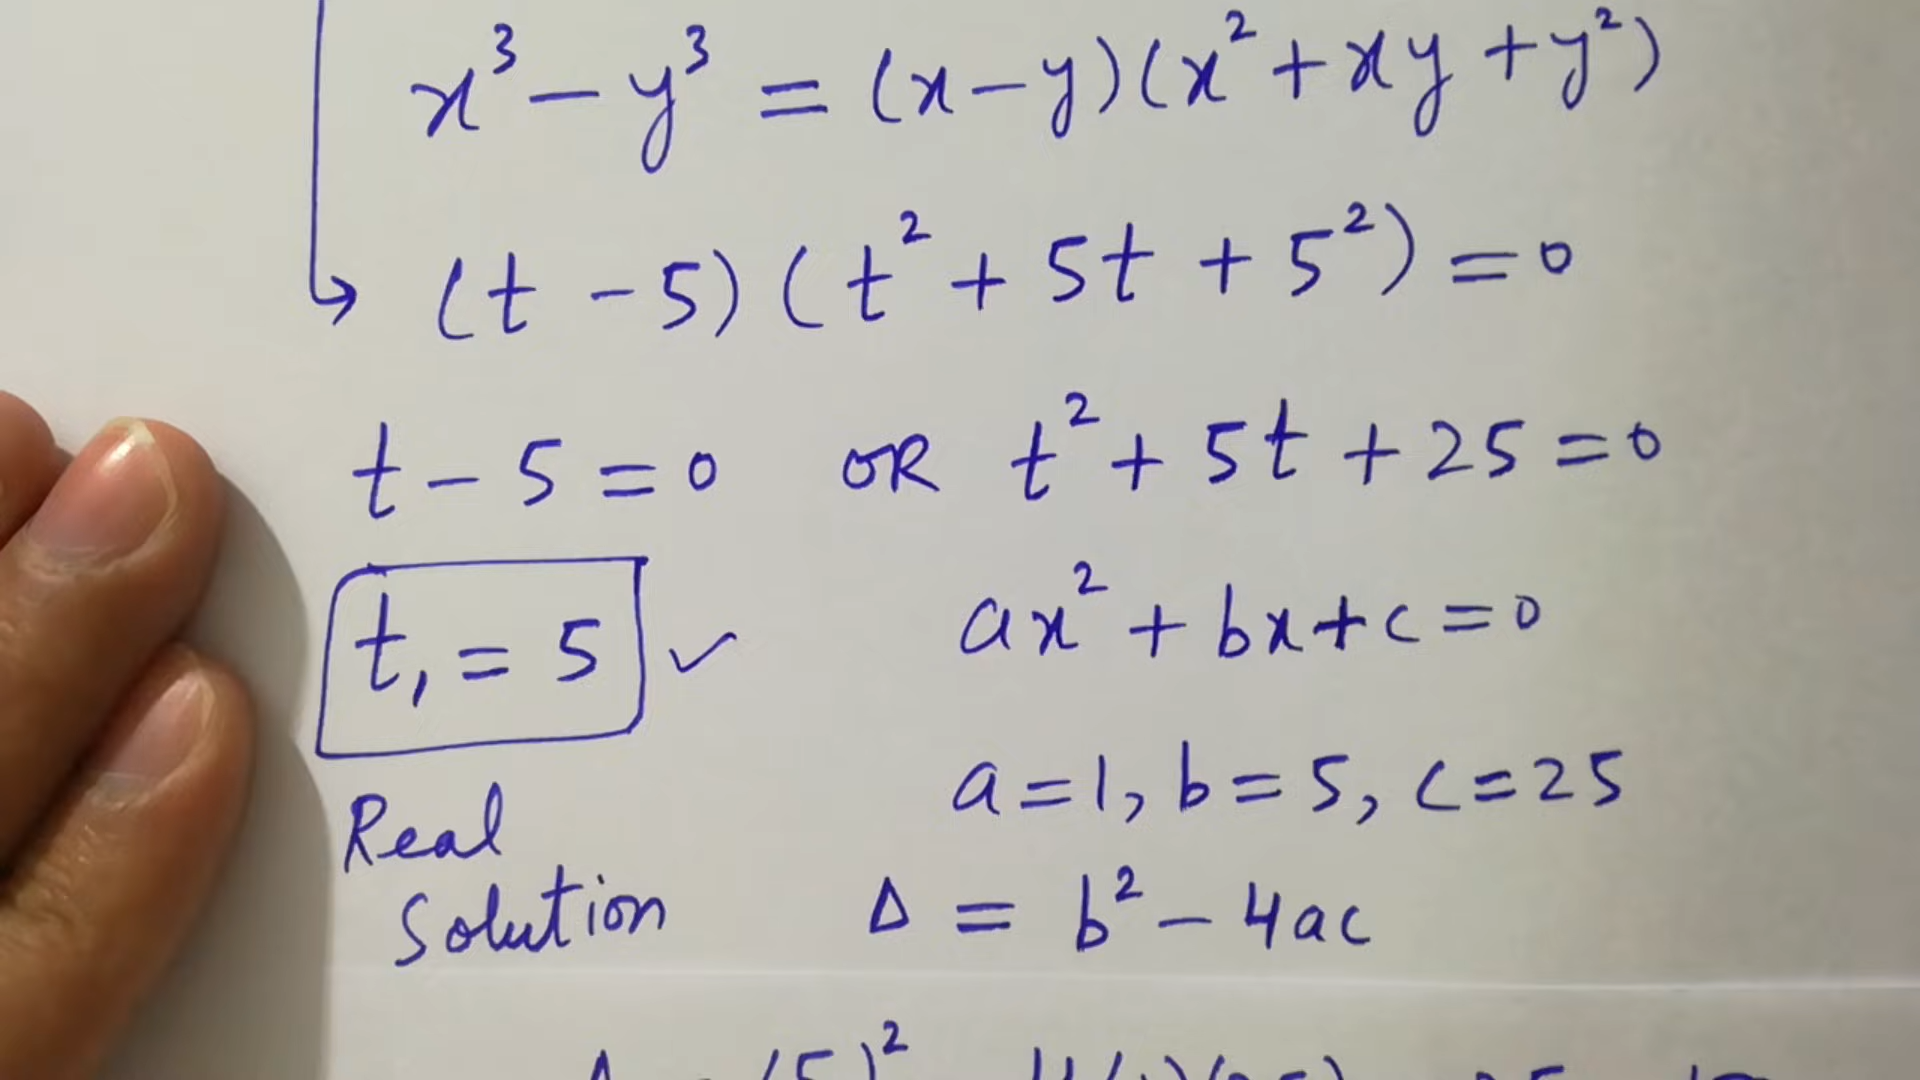 x³ - y³ = (x-y)(x² + xy + y²)
(t - 5)(t² + 5t + 5²) = 0
t - 5 = 0 OR t² + 5t + 25 = 0
t₁ = 5 ✓ ax² + bx + c = 0
Real a = 1, b = 5, c = 25
Solution Δ = b² - 4ac